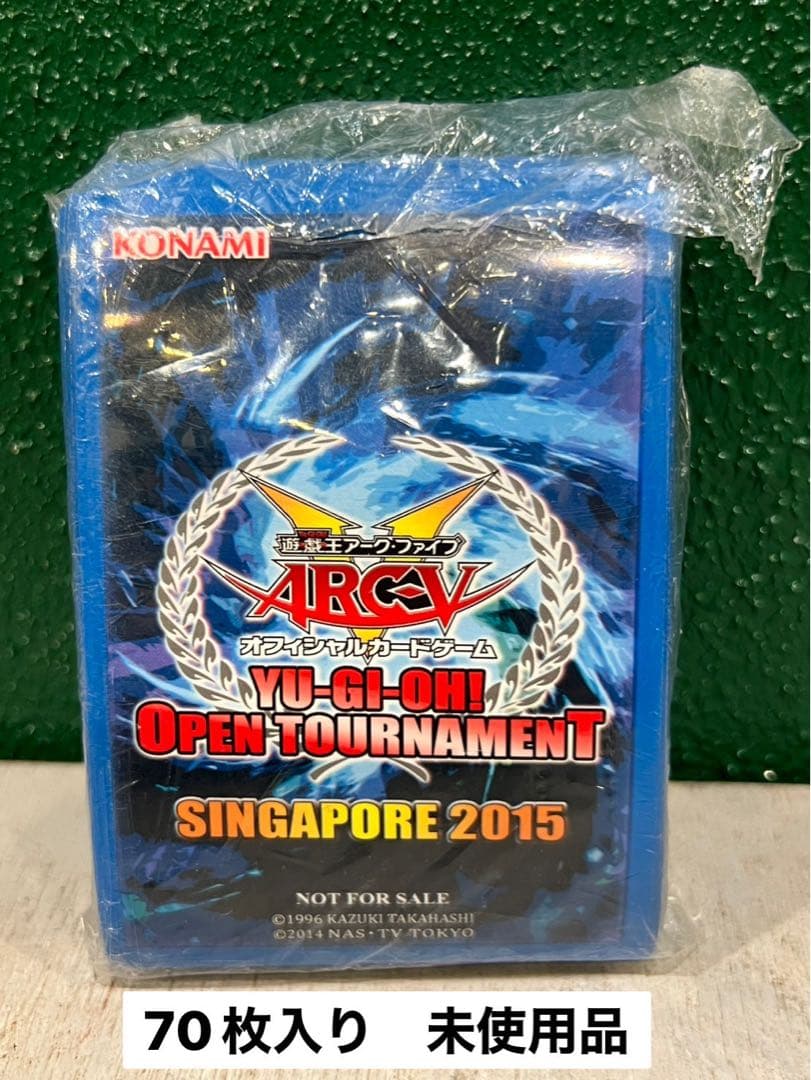 KONAMI
遊戯王アーク・ファイブ
ARC-V
オフィシャルカードゲーム
YU-GI-OH!
OPEN TOURNAMENT
SINGAPORE 2015
NOT FOR SALE
©1996 KAZUKI TAKAHASHI
©2014 NAS・TV TOKYO
70枚入り 未使用品